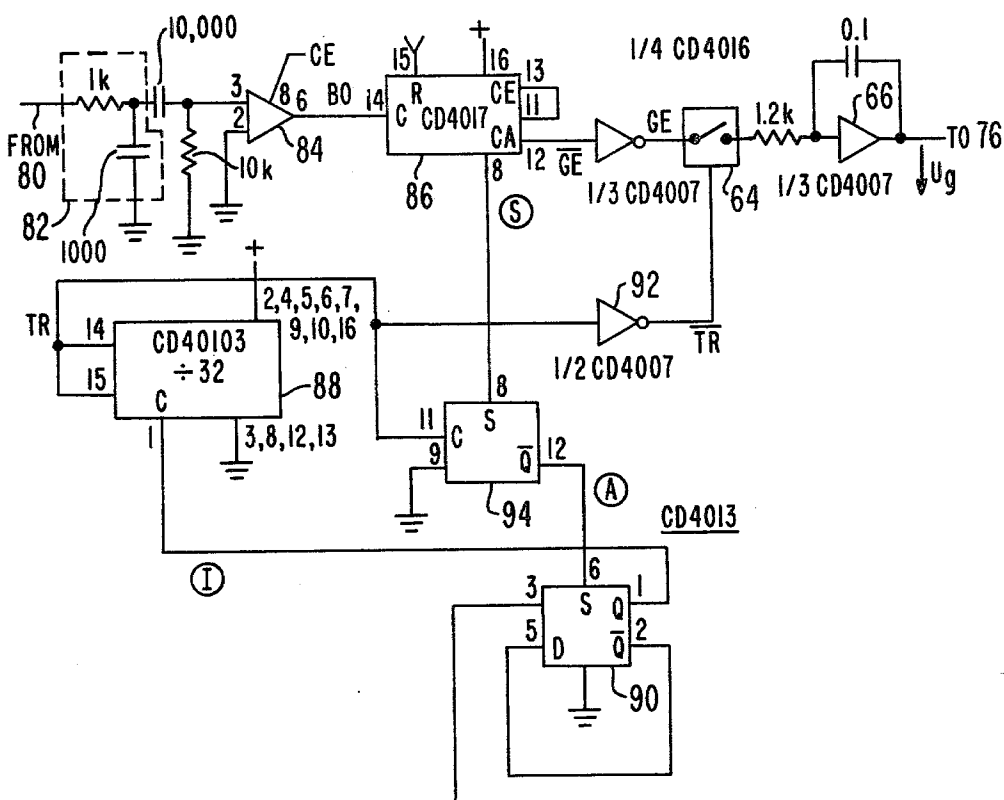 10,000
1k
3
CE
8 6
BO
2
84
FROM
80
82
1000
10k
15
+
16
R
14
C
CD4017
CE
13
11
CA
12
8
86
S
1/4 CD4016
GE
GE
1/3 CD4007
64
1.2k
0.1
66
1/3 CD4007
TO 76
Ug
+
TR
14
15
CD40103
÷32
C
1
2,4,5,6,7,
9,10,16
88
3,8,12,13
92
TR
1/2 CD4007
8
S
11
C
9
Q
12
94
A
CD4013
I
3
6
S
Q
1
5
D
Q
2
90